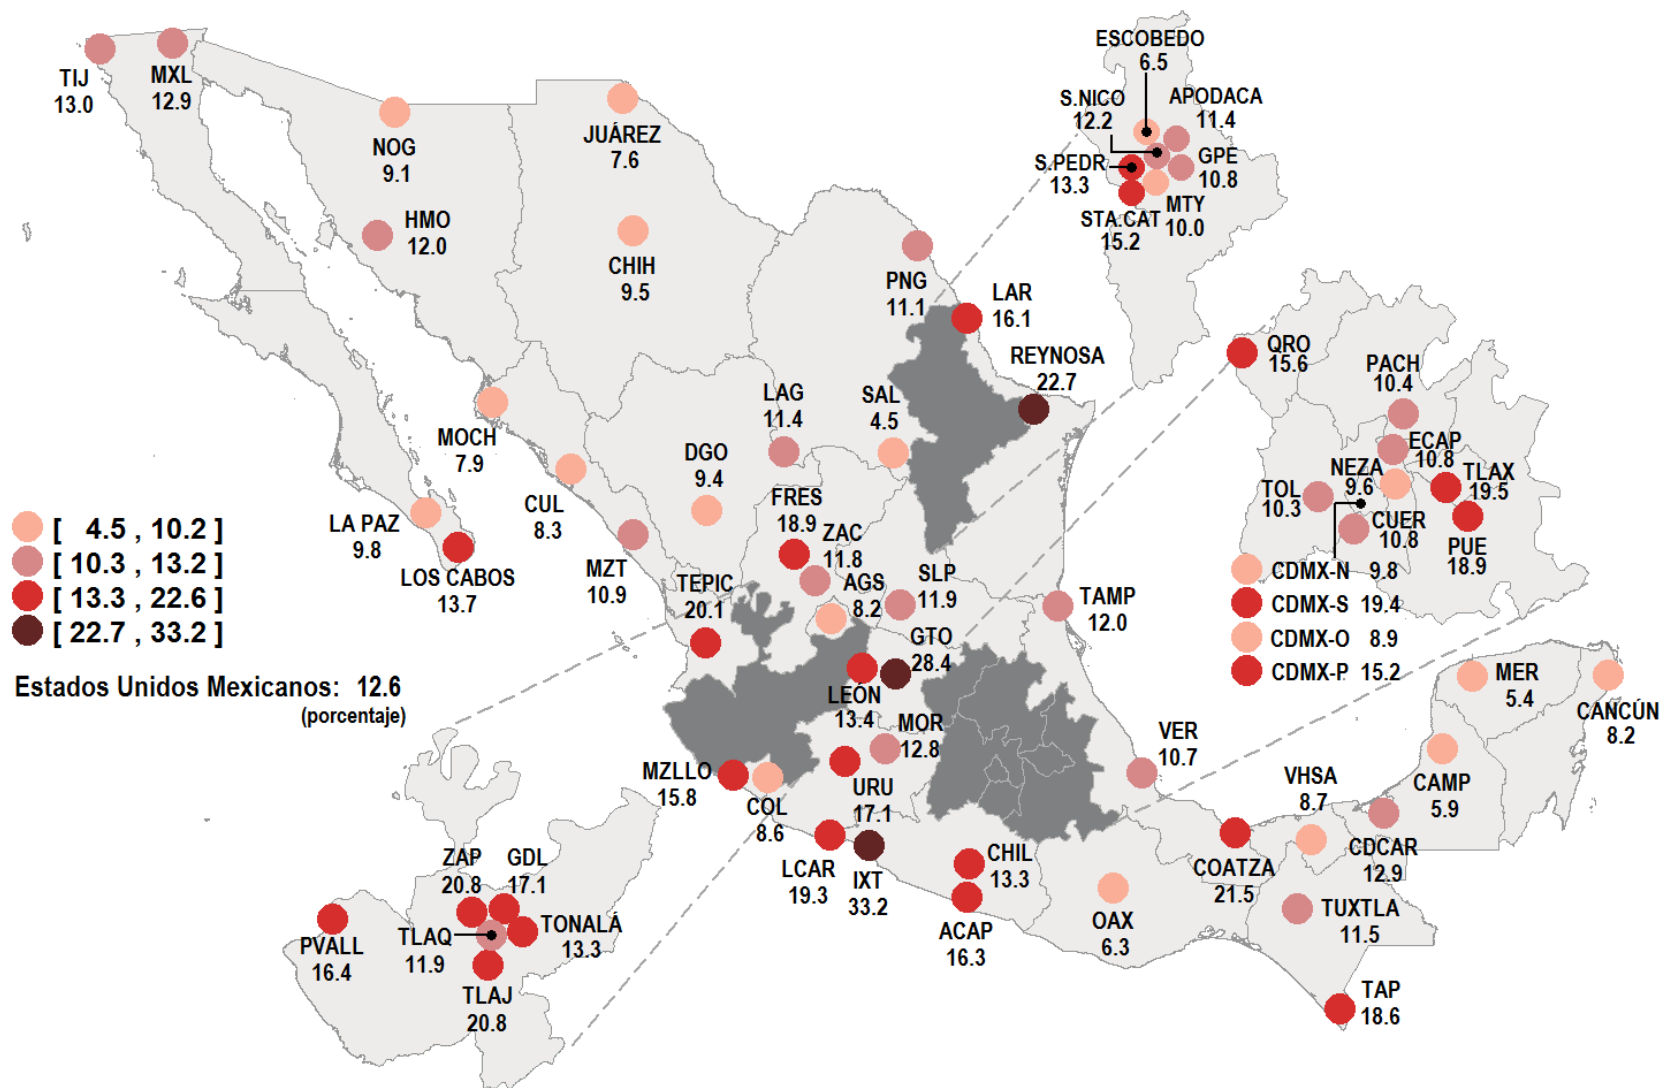 TIJ
13.0
MXL
12.9
NOG
9.1
HMO
12.0
JUÁREZ
7.6
CHIH
9.5
ESCOBEDO
6.5
S.NICO
12.2
APODACA
11.4
S.PEDR
13.3
GPE
10.8
STA.CAT
15.2
MTY
10.0
PNG
11.1
LAR
16.1
REYNOSA
22.7
QRO
15.6
PACH
10.4
ECAP
10.8
NEZA
9.6
TLAX
19.5
TOL
10.3
CUER
10.8
PUE
18.9
CDMX-N 9.8
CDMX-S 19.4
CDMX-O 8.9
CDMX-P 15.2
MOCH
7.9
CUL
8.3
LAG
11.4
SAL
4.5
DGO
9.4
FRES
18.9
ZAC
11.8
AGS
8.2
SLP
11.9
LA PAZ
9.8
LOS CABOS
13.7
MZT
10.9
TEPIC
20.1
GTO
28.4
LEÓN
13.4
MOR
12.8
TAMP
12.0
[ 4.5 , 10.2 ]
[ 10.3 , 13.2 ]
[ 13.3 , 22.6 ]
[ 22.7 , 33.2 ]
Estados Unidos Mexicanos: 12.6
(porcentaje)
MZLLO
15.8
COL
8.6
URU
17.1
LCAR
19.3
IXT
33.2
CHIL
13.3
ACAP
16.3
VER
10.7
OAX
6.3
COATZA
21.5
VHSA
8.7
MER
5.4
CANCÚN
8.2
CAMP
5.9
CDCAR
12.9
TUXTLA
11.5
TAP
18.6
ZAP
20.8
GDL
17.1
PVALL
16.4
TLAQ
11.9
TONALÁ
13.3
TLAJ
20.8